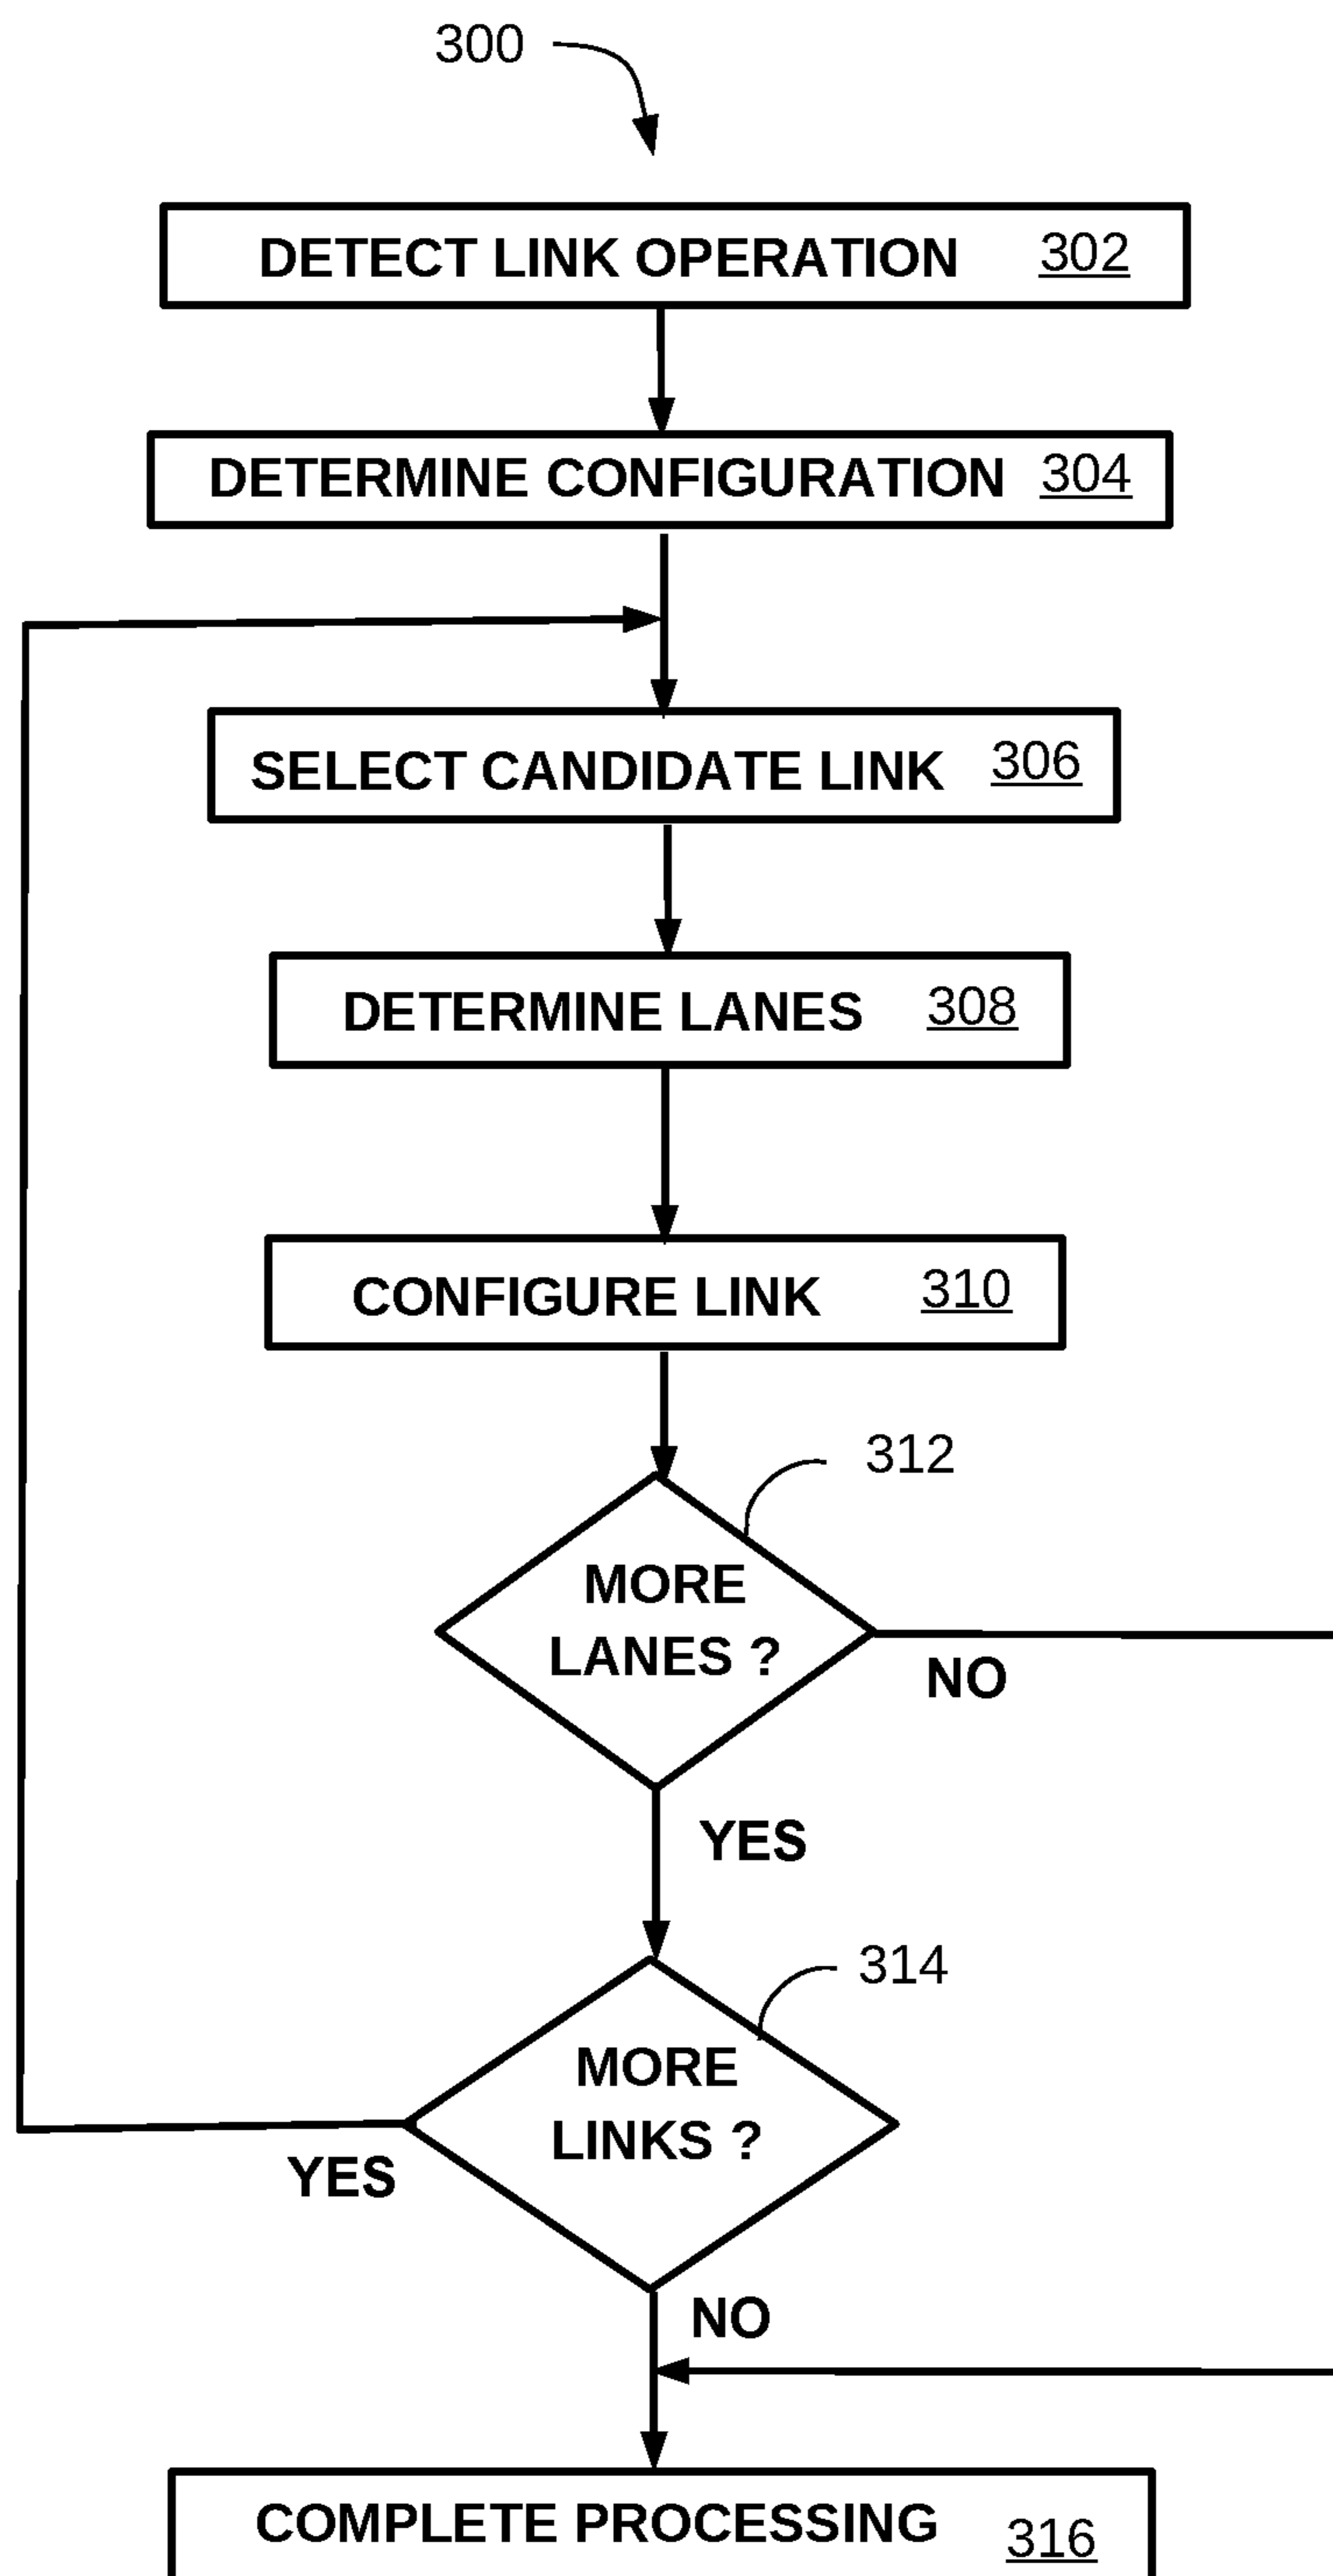 300
DETECT LINK OPERATION 302
DETERMINE CONFIGURATION 304
SELECT CANDIDATE LINK 306
DETERMINE LANES 308
CONFIGURE LINK 310
312
MORE
LANES ?
NO
YES
314
MORE
LINKS ?
YES
NO
COMPLETE PROCESSING 316